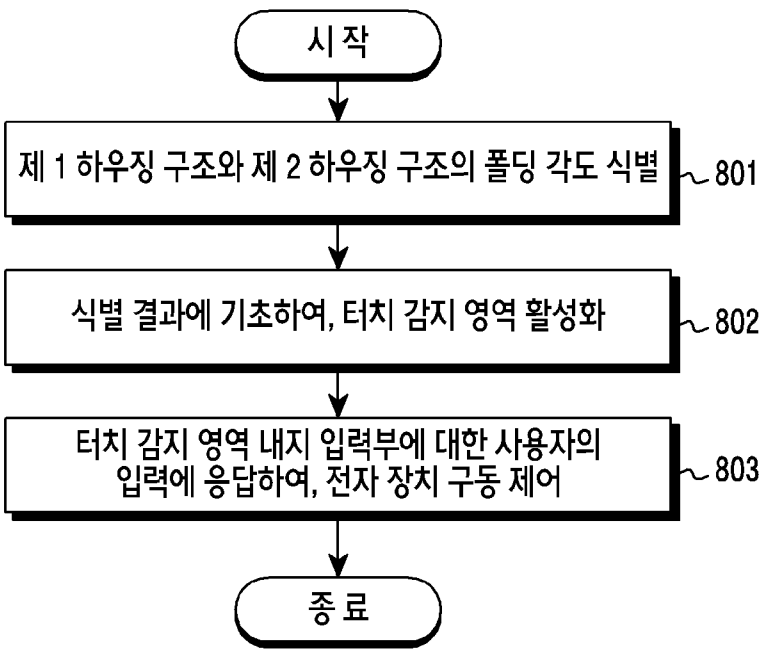 시 작
제 1 하우징 구조와 제 2 하우징 구조의 폴딩 각도 식별
801
식별 결과에 기초하여, 터치 감지 영역 활성화
802
터치 감지 영역 내지 입력부에 대한 사용자의
입력에 응답하여, 전자 장치 구동 제어
803
종 료